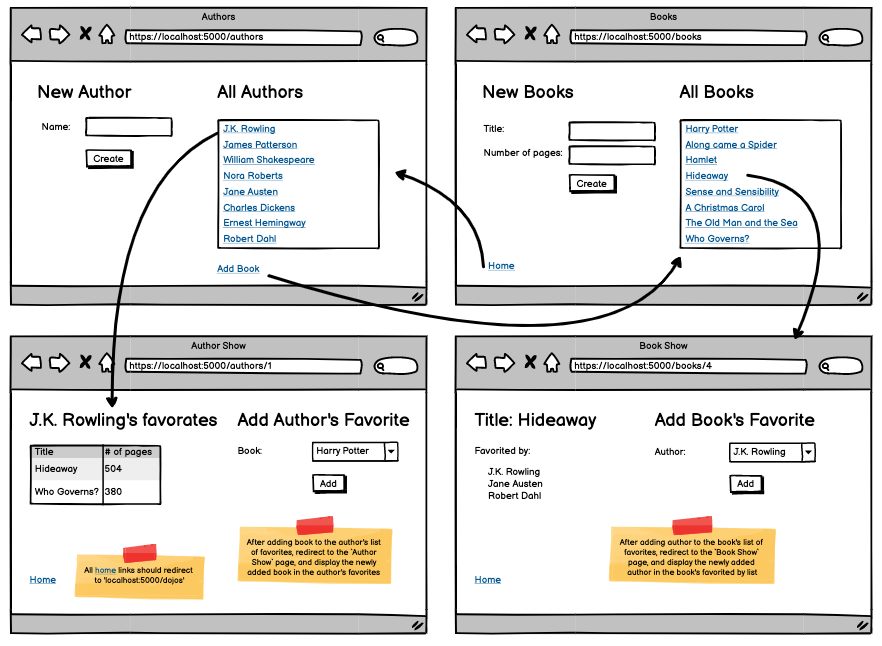 Authors
https://localhost:5000/authors
New Author
Name:
Create
All Authors
J.K. Rowling
James Patterson
William Shakespeare
Nora Roberts
Jane Austen
Charles Dickens
Ernest Hemingway
Robert Dahl
Add Book
Books
https://localhost:5000/books
New Books
Title:
Number of pages:
Create
All Books
Harry Potter
Along came a Spider
Hamlet
Hideaway
Sense and Sensibility
A Christmas Carol
The Old Man and the Sea
Who Governs?
Home
Author Show
https://localhost:5000/authors/1
J.K. Rowling's favorates
Title # of pages
Hideaway 504
Who Governs? 380
Add Author's Favorite
Book: Harry Potter
Add
After adding book to the author's list
of favorites, redirect to the 'Author
Show' page, and display the newly
added book in the author's favorites
All home links should redirect
to 'localhost:5000/dojos'
Home
Book Show
https://localhost:5000/books/4
Title: Hideaway
Favorited by:
J.K. Rowling
Jane Austen
Robert Dahl
Add Book's Favorite
Author: J.K. Rowling
Add
After adding author to the book's list of
favorites, redirect to the 'Book Show'
page, and display the newly added
author in the book's favorited by list
Home